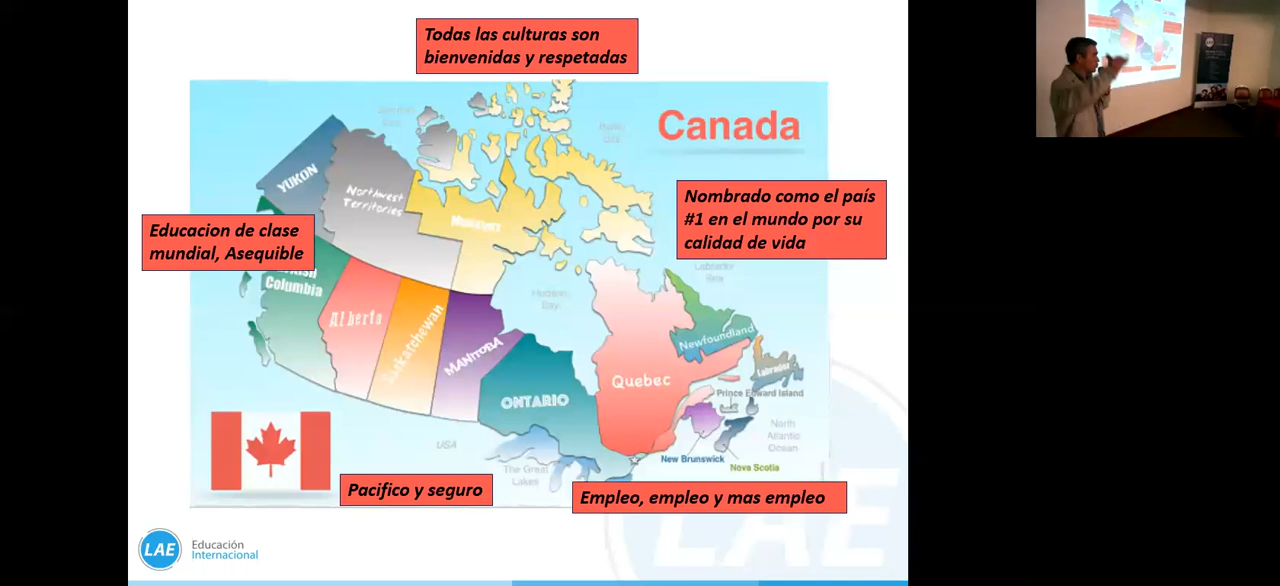 Todas las culturas son
bienvenidas y respetadas
Canada
Nombrado como el país
#1 en el mundo por su
calidad de vida
Educacion de clase
mundial, Asequible
YUKON
Northwest
Territories
Nunavut
Columbia
Alberta
Saskatchewan
MANITOBA
ONTARIO
Quebec
Hudson
Bay
Labrador
Sea
Newfoundland
Labrador
Prince Edward Island
New Brunswick
Nova Scotia
North
Atlantic
Ocean
USA
The Great
Lakes
Pacifico y seguro
Empleo, empleo y mas empleo
LAE
Educación
Internacional
LAE